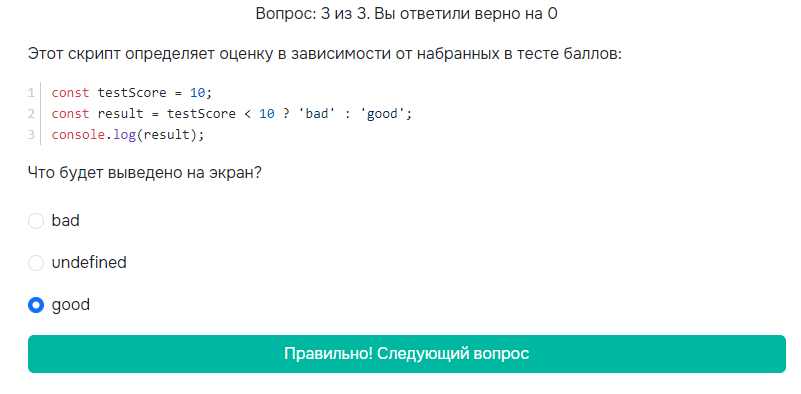 Вопрос: 3 из 3. Вы ответили верно на 0
Этот скрипт определяет оценку в зависимости от набранных в тесте баллов:
1 const testScore = 10;
2 const result = testScore < 10 ? 'bad' : 'good';
3 console.log(result);
Что будет выведено на экран?
bad
undefined
good
Правильно! Следующий вопрос